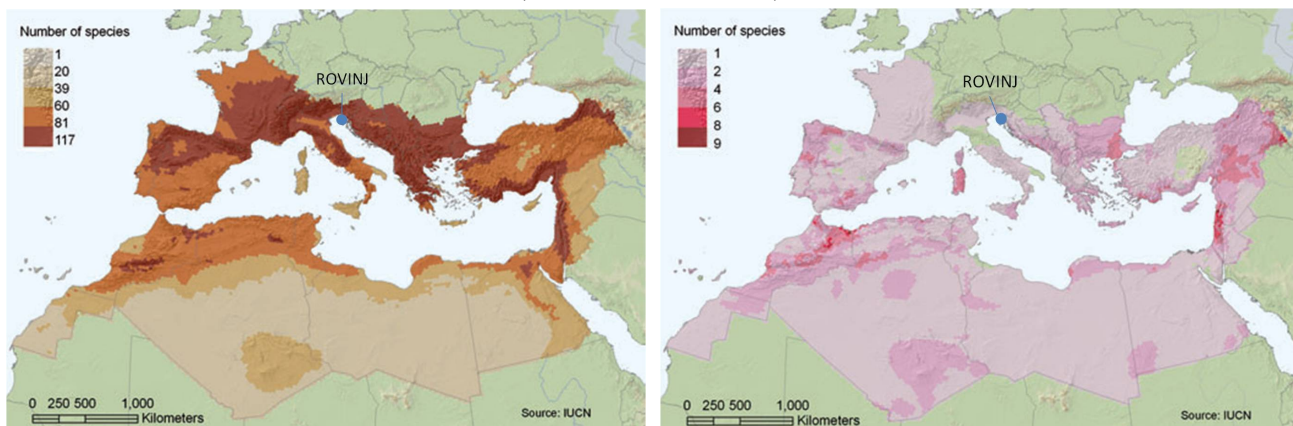 Number of species
1
20
39
60
81
117
ROVINJ
0 250 500 1,000
Kilometers
Source: IUCN
Number of species
1
2
4
6
8
9
ROVINJ
0 250 500 1,000
Kilometers
Source: IUCN